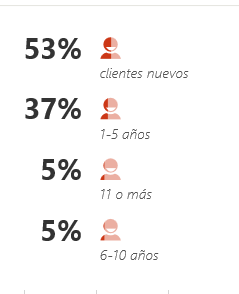 53%
clientes nuevos
37%
1-5 años
5%
11 o más
5%
6-10 años